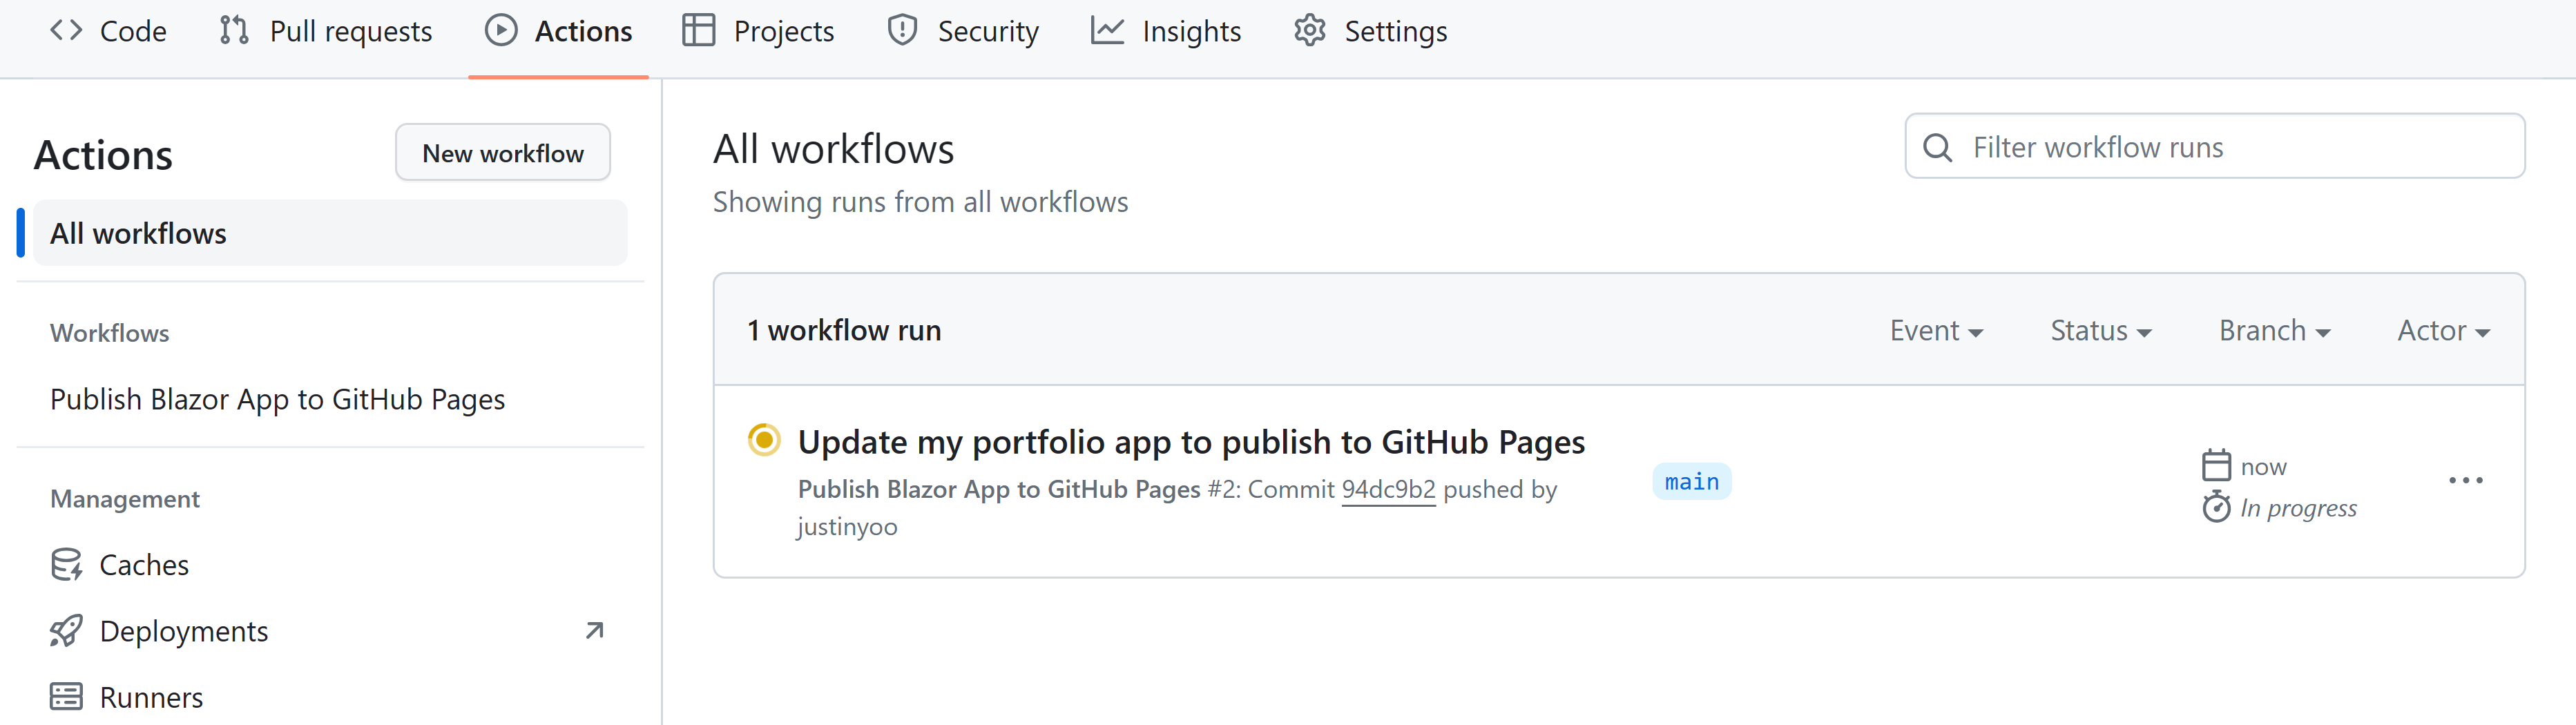 Code Pull requests Actions Projects Security Insights Settings
Actions
New workflow
All workflows
Workflows
Publish Blazor App to GitHub Pages
Management
Caches
Deployments
Runners
All workflows
Showing runs from all workflows
Filter workflow runs
1 workflow run
Event Status Branch Actor
Update my portfolio app to publish to GitHub Pages
Publish Blazor App to GitHub Pages #2: Commit 94dc9b2 pushed by
justinyoo
main
now
In progress